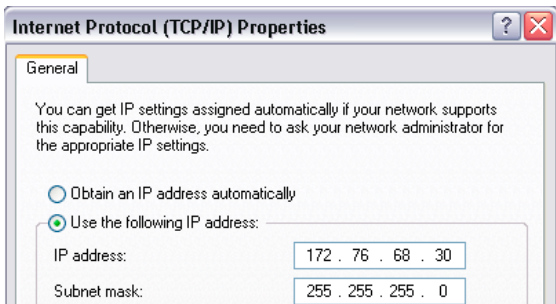 Internet Protocol (TCP/IP) Properties
General
You can get IP settings assigned automatically if your network supports
this capability. Otherwise, you need to ask your network administrator for
the appropriate IP settings.
Obtain an IP address automatically
Use the following IP address:
IP address: 172 . 76 . 68 . 30
Subnet mask: 255 . 255 . 255 . 0